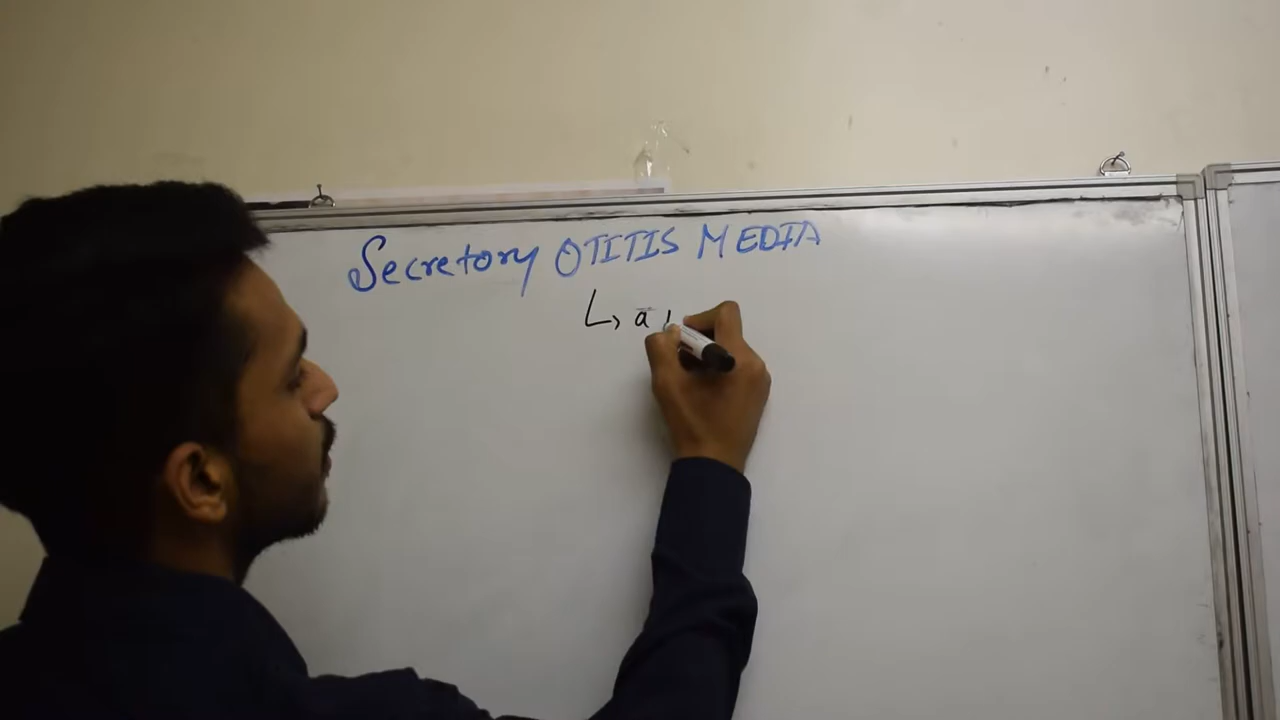 Secretory OTITIS MEDIA
↳ ā